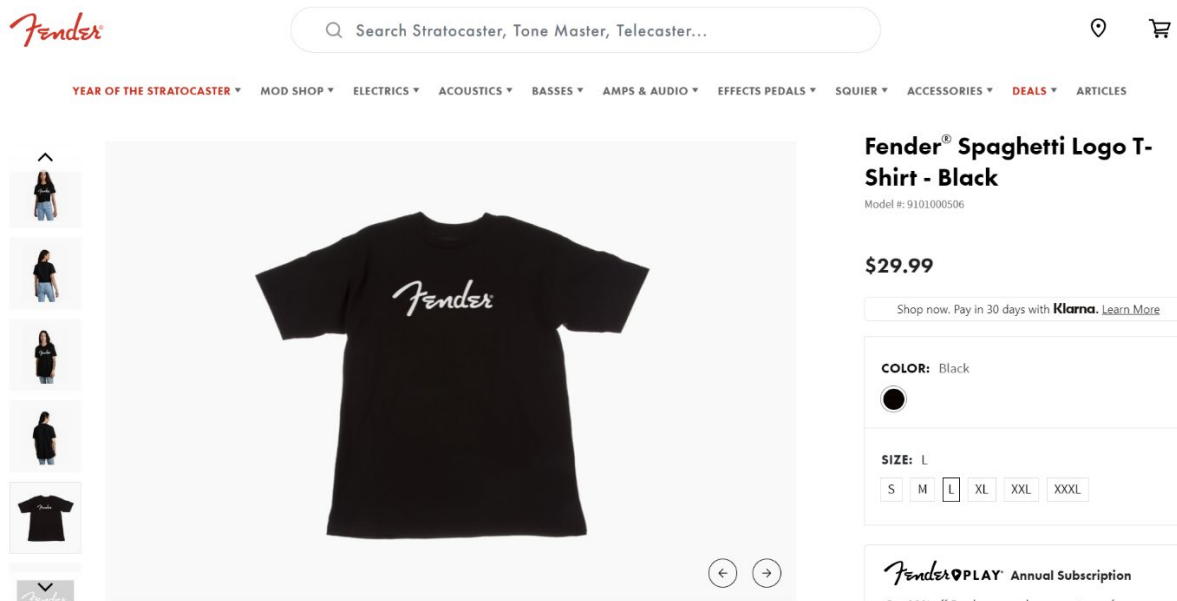 Fender
Search Stratocaster, Tone Master, Telecaster...
YEAR OF THE STRATOCASTER MOD SHOP ELECTRICS ACOUSTICS BASSES AMPS & AUDIO EFFECTS PEDALS SQUIER ACCESSORIES DEALS ARTICLES
Fender® Spaghetti Logo T-
Shirt - Black
Model #: 9101000506
$29.99
Shop now. Pay in 30 days with Klarna. Learn More
COLOR: Black
SIZE: L
S M L XL XXL XXXL
Fender PLAY Annual Subscription
Fender